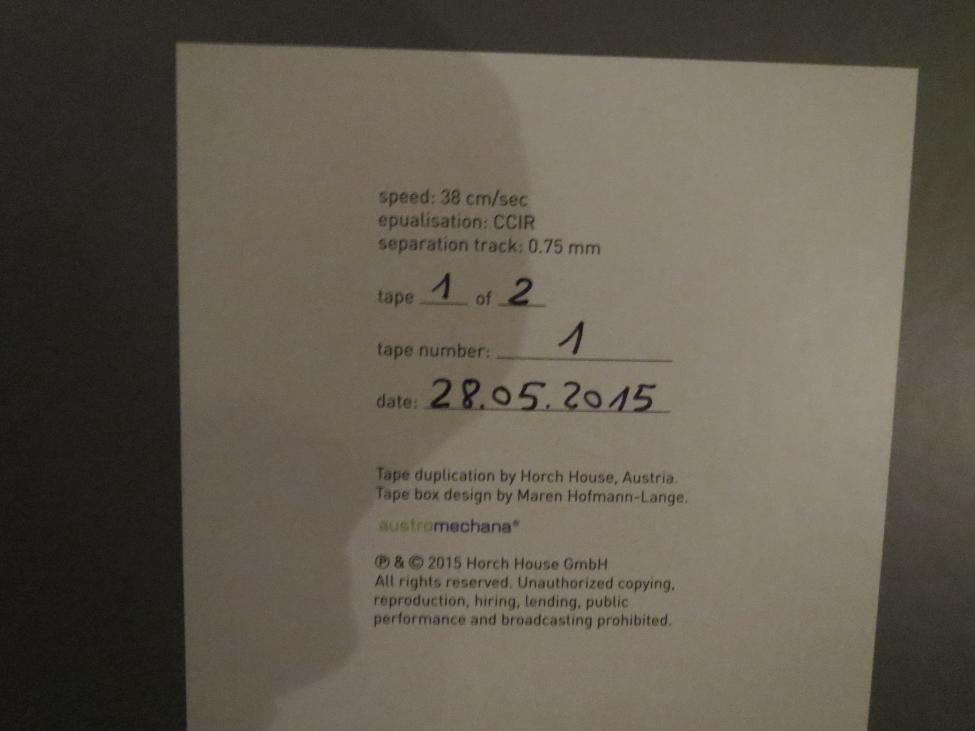 speed: 38 cm/sec
epualisation: CCIR
separation track: 0.75 mm
tape 1 of 2
tape number: 1
date: 28.05.2015
Tape duplication by Horch House, Austria.
Tape box design by Maren Hofmann-Lange.
austromechana®
℗ & © 2015 Horch House GmbH
All rights reserved. Unauthorized copying,
reproduction, hiring, lending, public
performance and broadcasting prohibited.